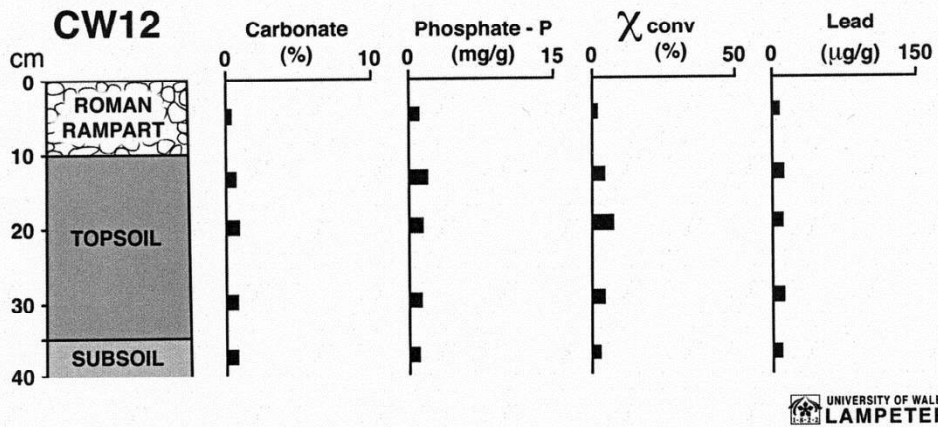 CW12
cm
0
10
20
30
40
ROMAN
RAMPART
TOPSOIL
SUBSOIL
Carbonate
(%)
0 10
Phosphate - P
(mg/g)
0 15
χ conv
(%)
0 50
Lead
(µg/g)
0 150
UNIVERSITY OF WAL
LAMPETE